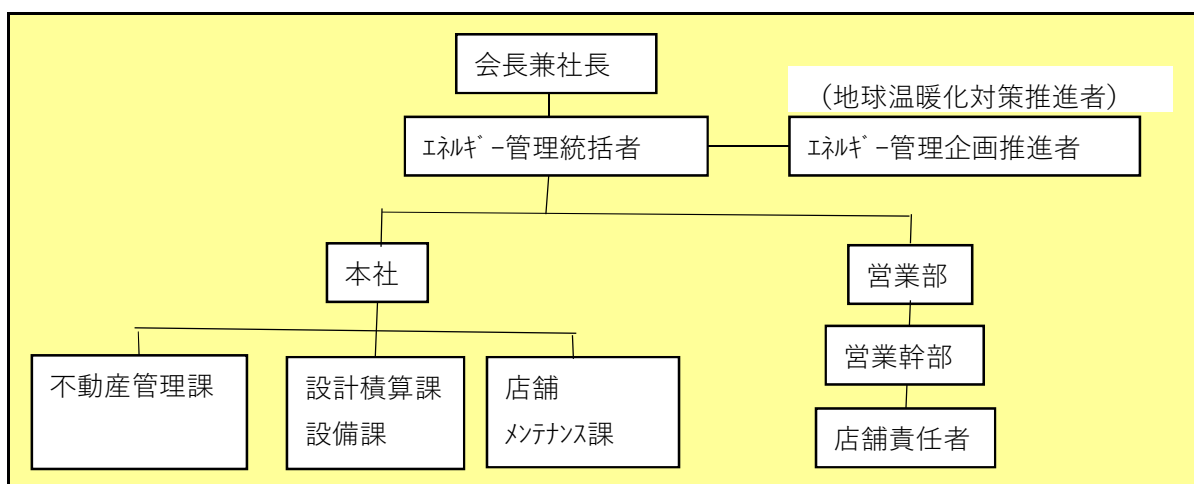 会長兼社長
（地球温暖化対策推進者）
ｴﾈﾙｷﾞｰ管理統括者
ｴﾈﾙｷﾞｰ管理企画推進者
本社
営業部
営業幹部
不動産管理課
設計積算課
設備課
店舗
ﾒﾝﾃﾅﾝｽ課
店舗責任者